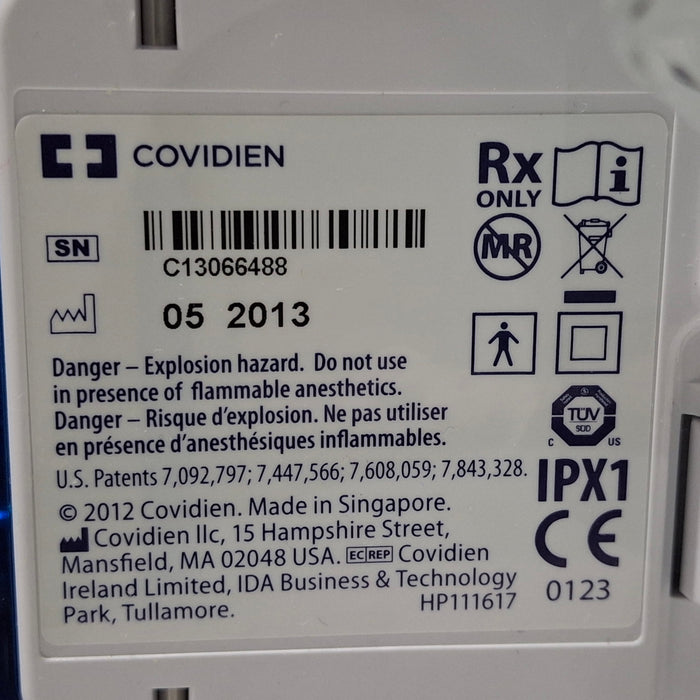 COVIDIEN
Rx
ONLY
i
SN
C13066488
MR
05 2013
Danger – Explosion hazard. Do not use
in presence of flammable anesthetics.
Danger – Risque d'explosion. Ne pas utiliser
en présence d'anesthésiques inflammables.
TÜV
SÜD
C US
U.S. Patents 7,092,797; 7,447,566; 7,608,059; 7,843,328.
IPX1
© 2012 Covidien. Made in Singapore.
Covidien llc, 15 Hampshire Street,
Mansfield, MA 02048 USA. EC REP Covidien
Ireland Limited, IDA Business & Technology
Park, Tullamore. HP111617
CE
0123